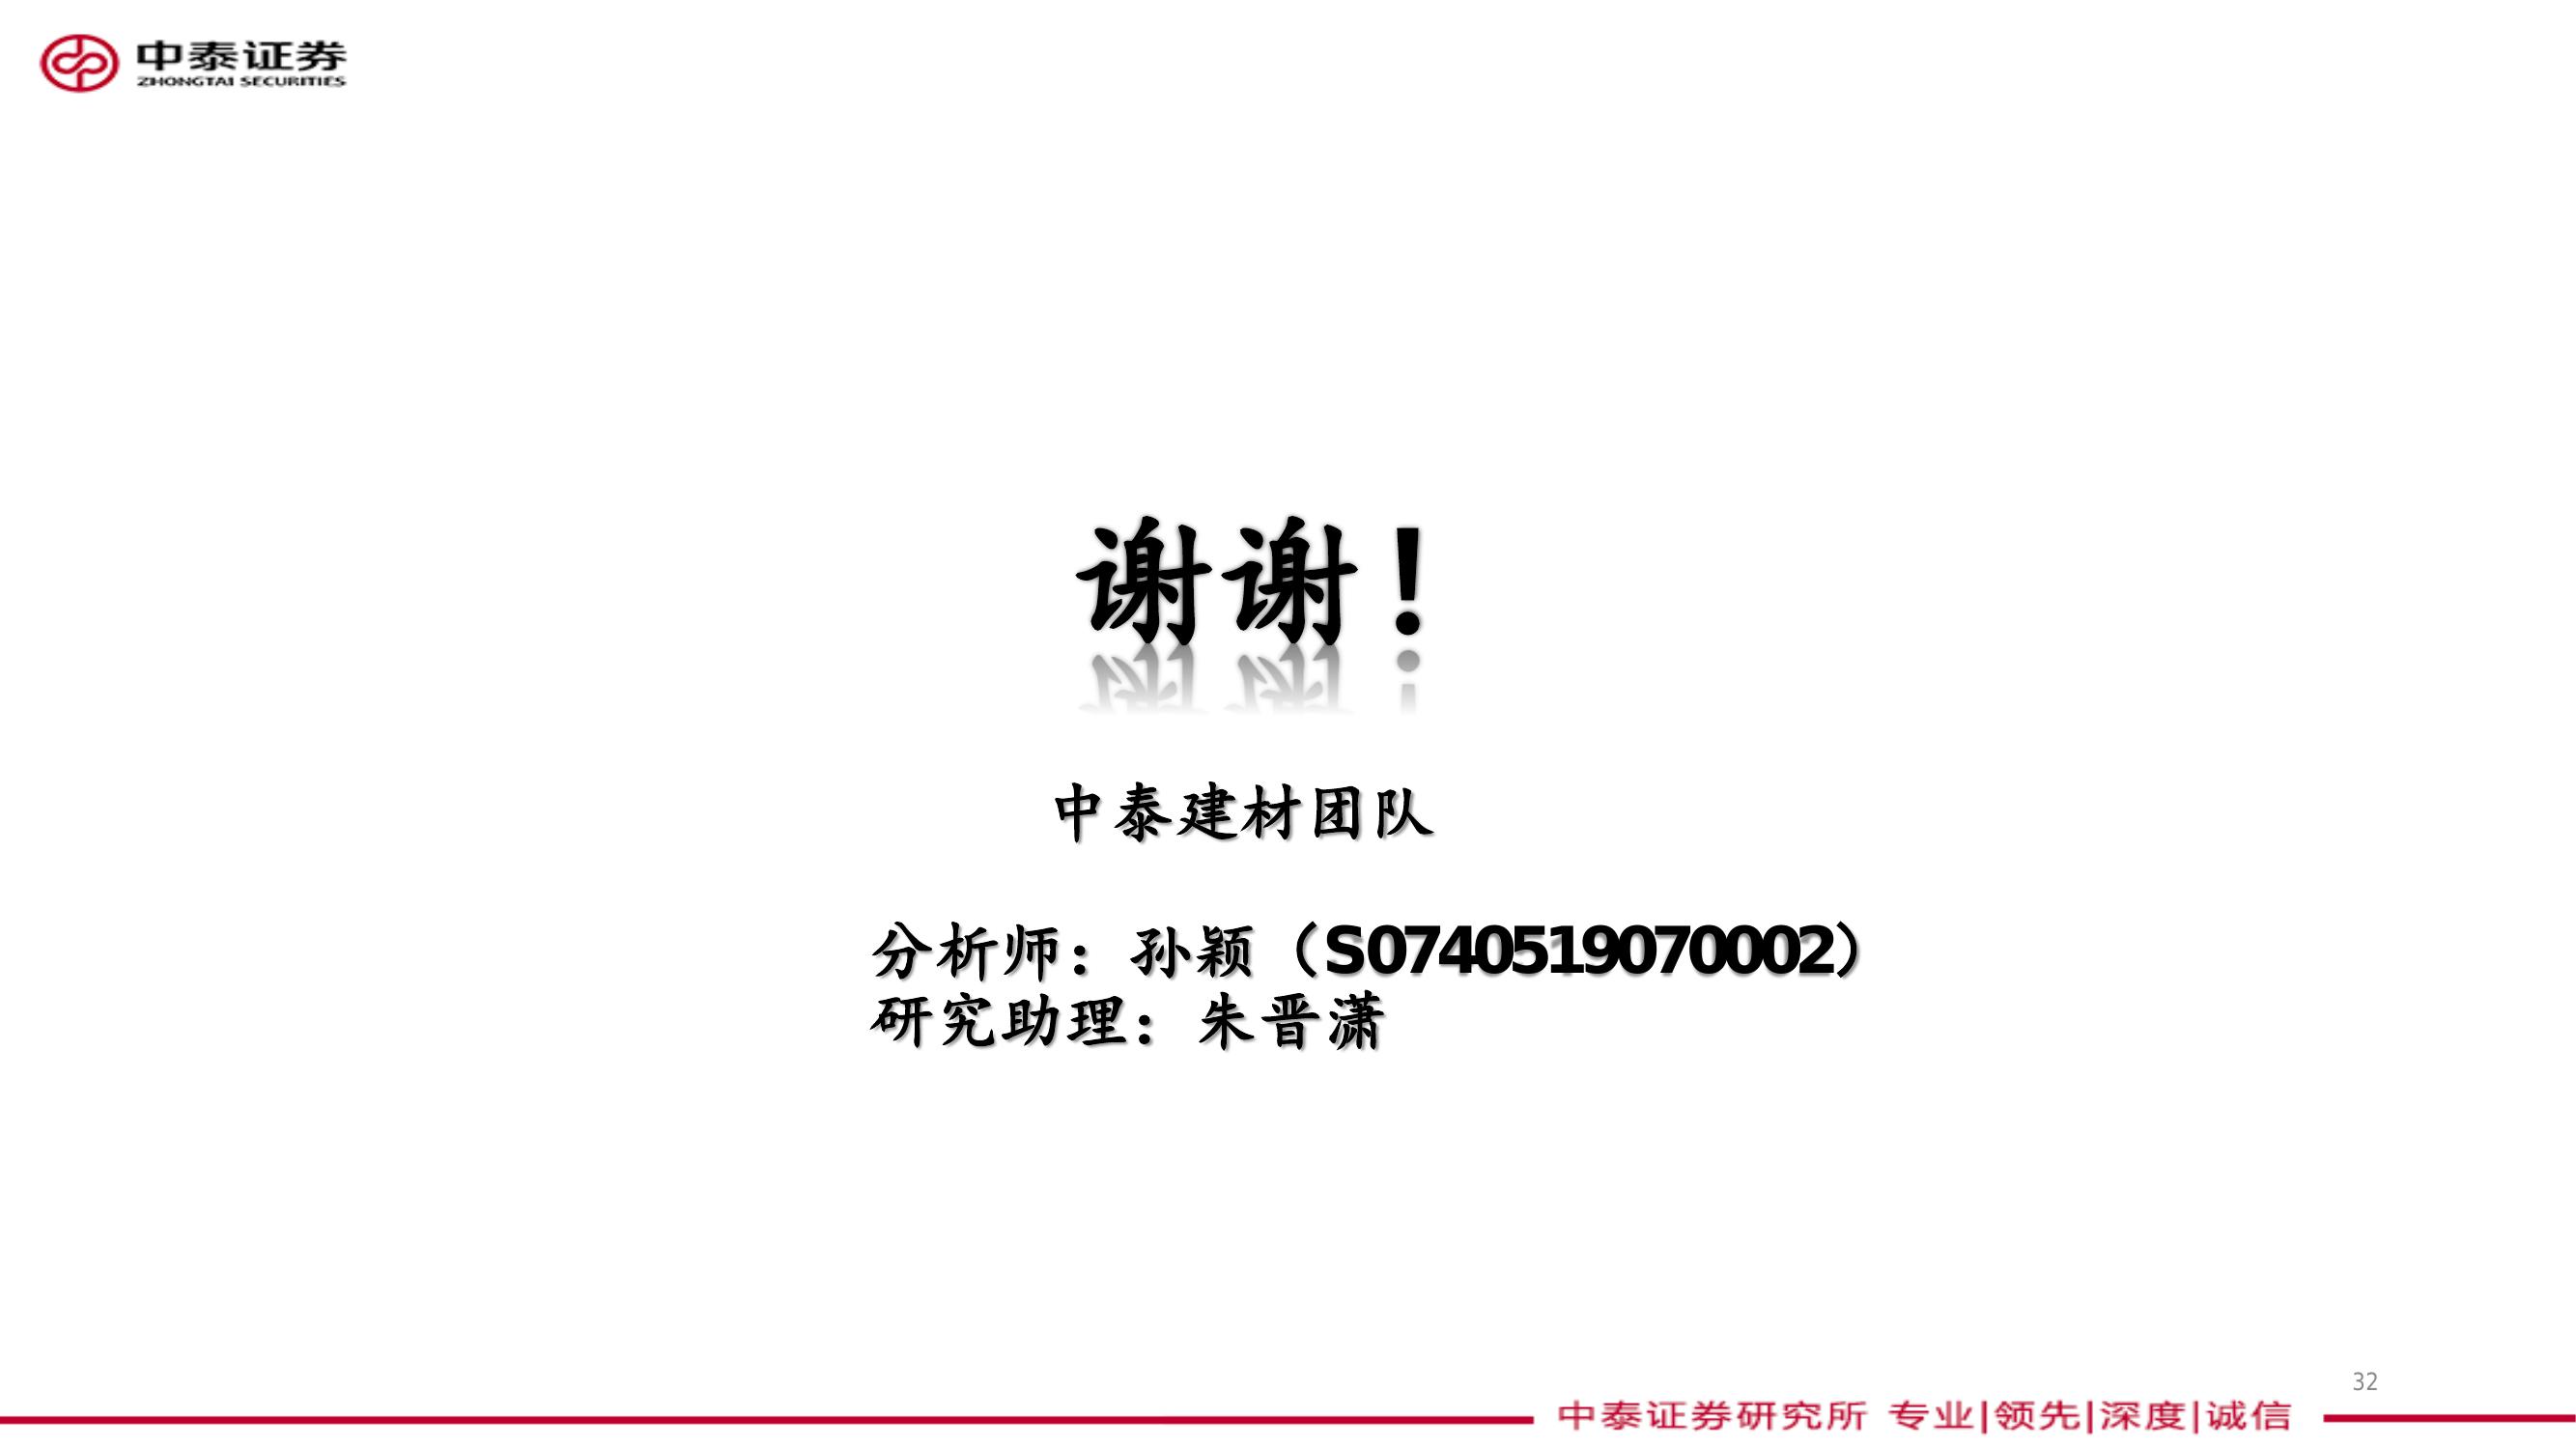 中泰证券
ZHONGTAI SECURITIES
谢谢！
中泰建材团队
分析师：孙颖（S0740519070002）
研究助理：朱晋潇
32
中泰证券研究所 专业|领先|深度|诚信